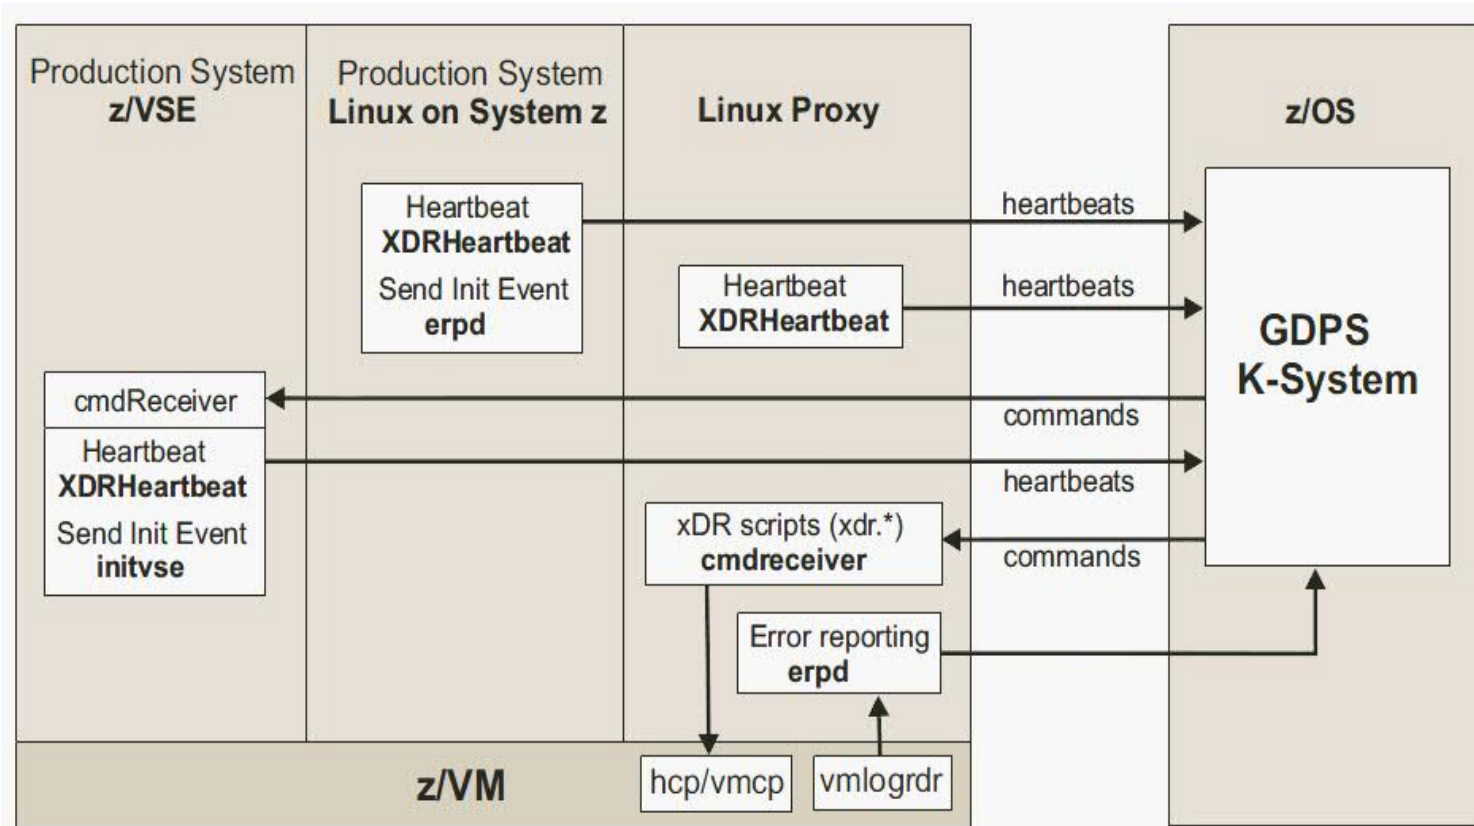 Production System
z/VSE
Production System
Linux on System z
Linux Proxy
z/OS
Heartbeat
XDRHeartbeat
Send Init Event
erpd
heartbeats
Heartbeat
XDRHeartbeat
heartbeats
GDPS
K-System
cmdReceiver
commands
Heartbeat
XDRHeartbeat
Send Init Event
initvse
heartbeats
xDR scripts (xdr.*)
cmdreceiver
commands
Error reporting
erpd
z/VM
hcp/vmcp
vmlogrdr